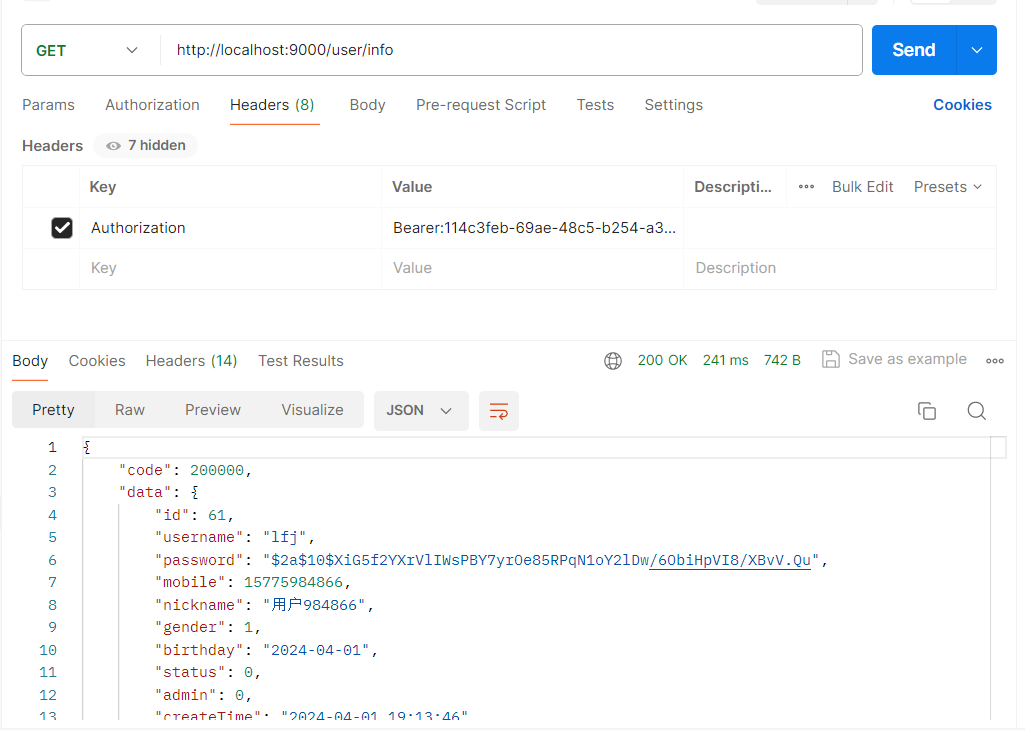 GET http://localhost:9000/user/info Send
Params Authorization Headers (8) Body Pre-request Script Tests Settings Cookies
Headers 7 hidden
Key Value Descripti... Bulk Edit Presets
Authorization Bearer:114c3feb-69ae-48c5-b254-a3...
Key Value Description
Body Cookies Headers (14) Test Results 200 OK 241 ms 742 B Save as example
Pretty Raw Preview Visualize JSON
1 {
2 "code": 200000,
3 "data": {
4 "id": 61,
5 "username": "lfj",
6 "password": "$2a$10$XiG5f2YXrVlIWsPBY7yrOe85RPqN1oY2lDw/6ObiHpVI8/XBvV.Qu",
7 "mobile": 15775984866,
8 "nickname": "用户984866",
9 "gender": 1,
10 "birthday": "2024-04-01",
11 "status": 0,
12 "admin": 0,
13 "createTime": "2024-04-01 19:13:46"